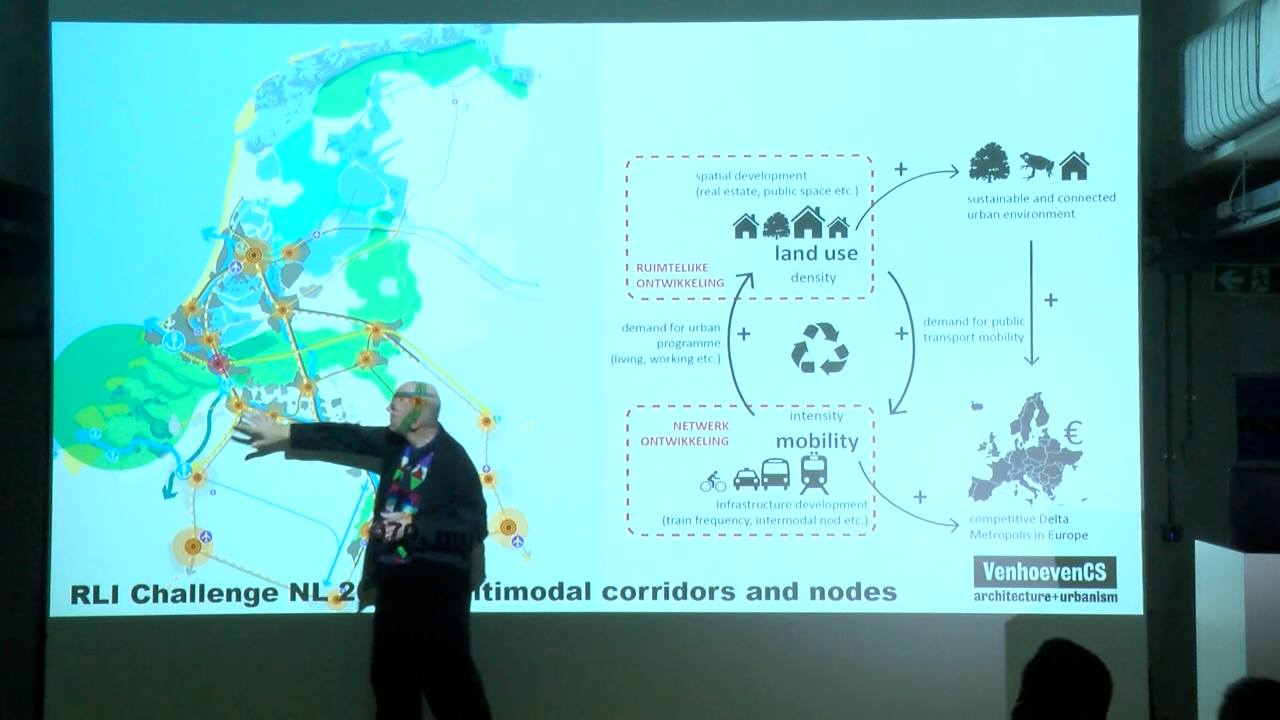 spatial development
(real estate, public space etc.)
land use
density
RUIMTELIJKE
ONTWIKKELING
+
sustainable and connected
urban environment
demand for urban
programme
(living, working etc.)
+
+
demand for public
transport mobility
+
intensity
NETWERK
ONTWIKKELING
mobility
Infrastructure development
(train frequency, intermodal nod etc.)
+
€
competitive Delta
Metropolis in Europe
VenhoevenCS
architecture+urbanism
RLI Challenge NL corridors and nodes